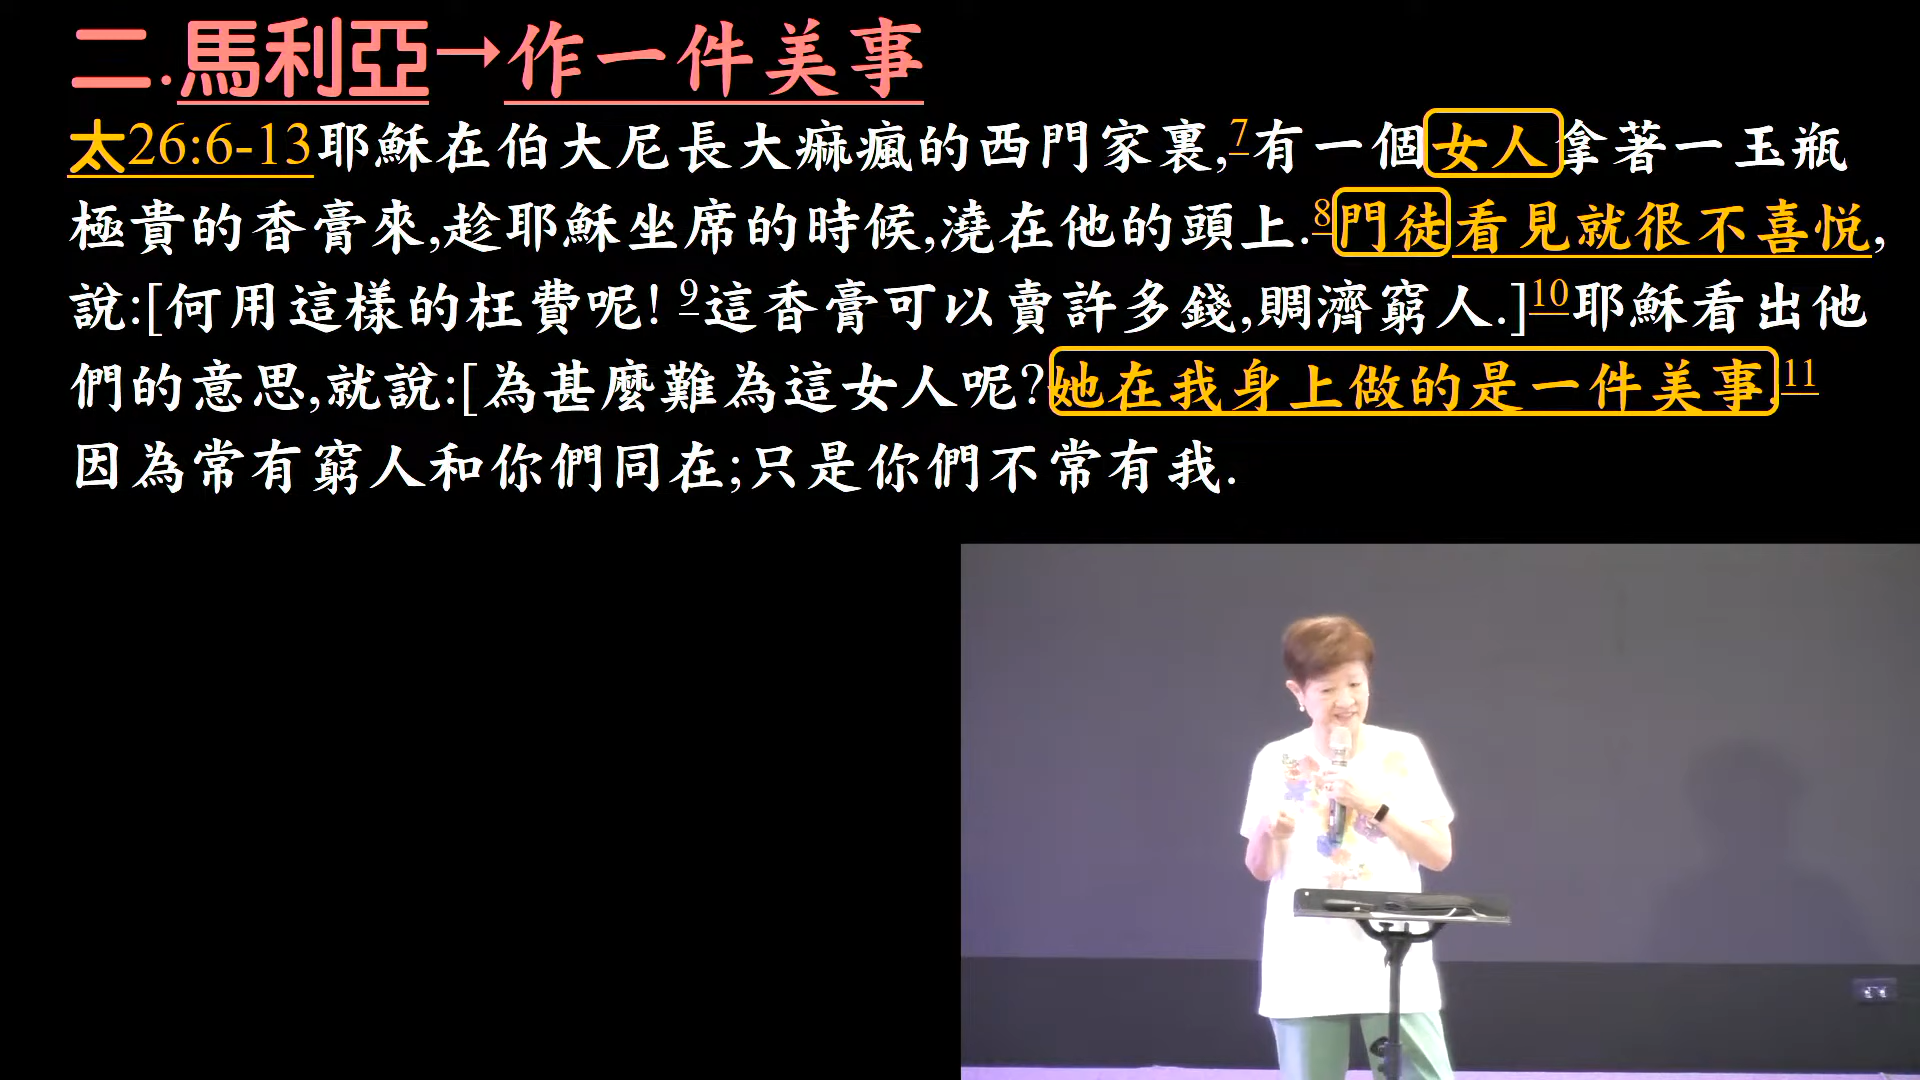 二.馬利亞→作一件美事
太26:6-13耶穌在伯大尼長大痲瘋的西門家裏,7有一個女人拿著一玉瓶
極貴的香膏來,趁耶穌坐席的時候,澆在他的頭上.8門徒看見就很不喜悅,
說:[何用這樣的枉費呢! 9這香膏可以賣許多錢,賙濟窮人.]10耶穌看出他
們的意思,就說:[為甚麼難為這女人呢?她在我身上做的是一件美事.11
因為常有窮人和你們同在;只是你們不常有我.